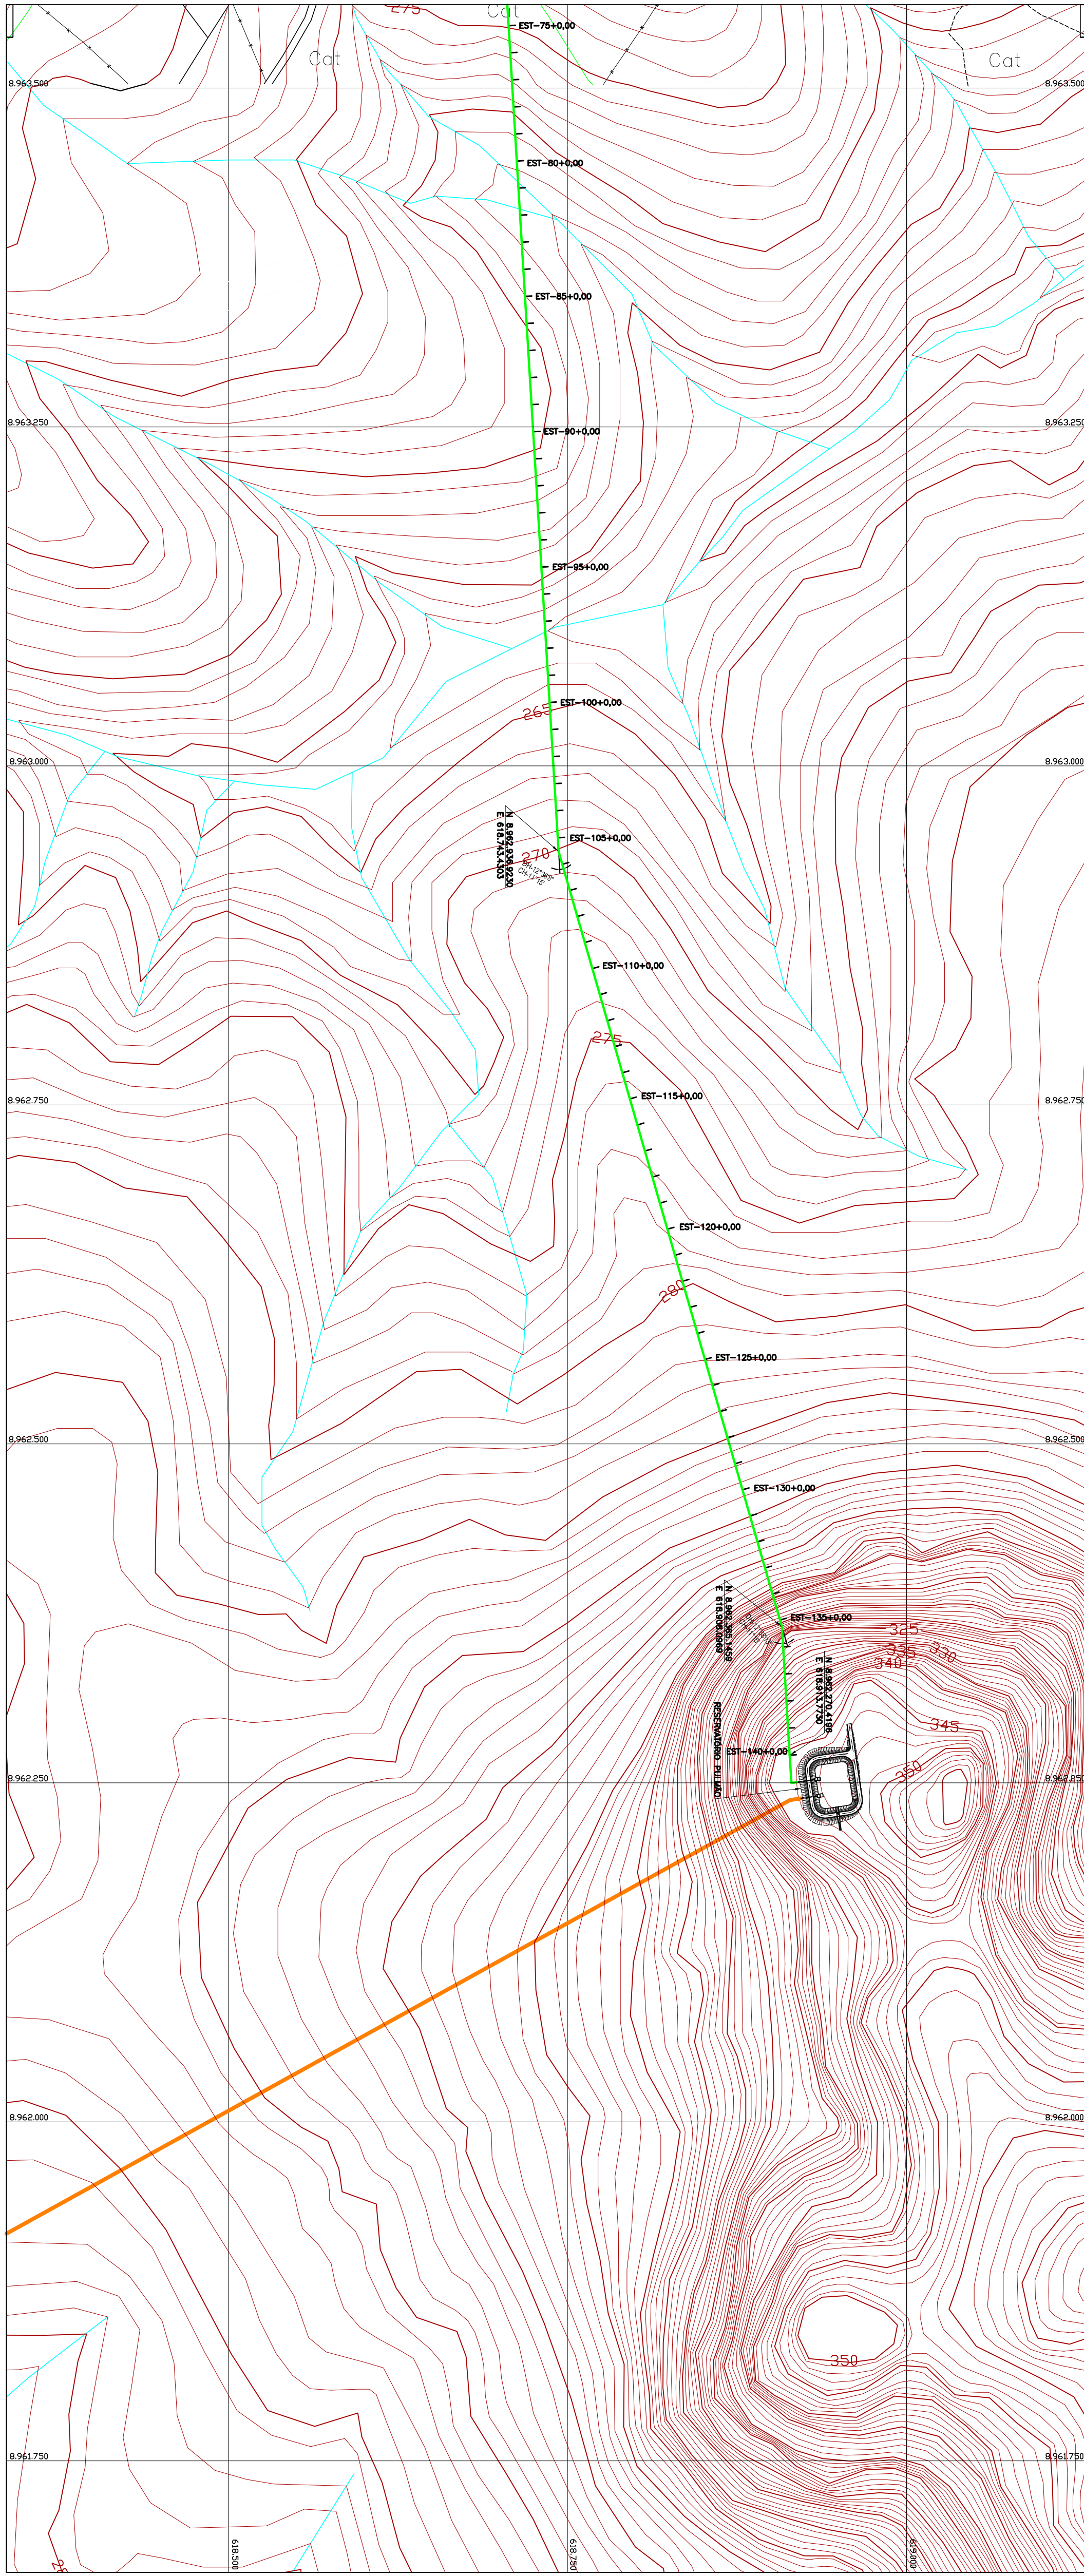 275
Cat
EST-75+0,00
Cat
Cat
8.963.500
8.963.500
EST-80+0,00
EST-85+0,00
8.963.250
8.963.250
EST-90+0,00
EST-95+0,00
EST-100+0,00
265
8.963.000
8.963.000
N 8.962.936.9230
E 618.743.4303
EST-105+0,00
270
CH-11°15'
EST-110+0,00
275
8.962.750
8.962.750
EST-115+0,00
EST-120+0,00
280
EST-125+0,00
8.962.500
8.962.500
EST-130+0,00
N 8.962.365.1459
E 618.908.0969
EST-135+0,00
325
335
330
340
N 8.962.270.4196
E 618.913.7730
345
RESERVATÓRIO PULMÃO
EST-140+0,00
350
8.962.250
8.962.250
8.962.000
8.962.000
350
8.961.750
8.961.750
618.500
618.750
619.000